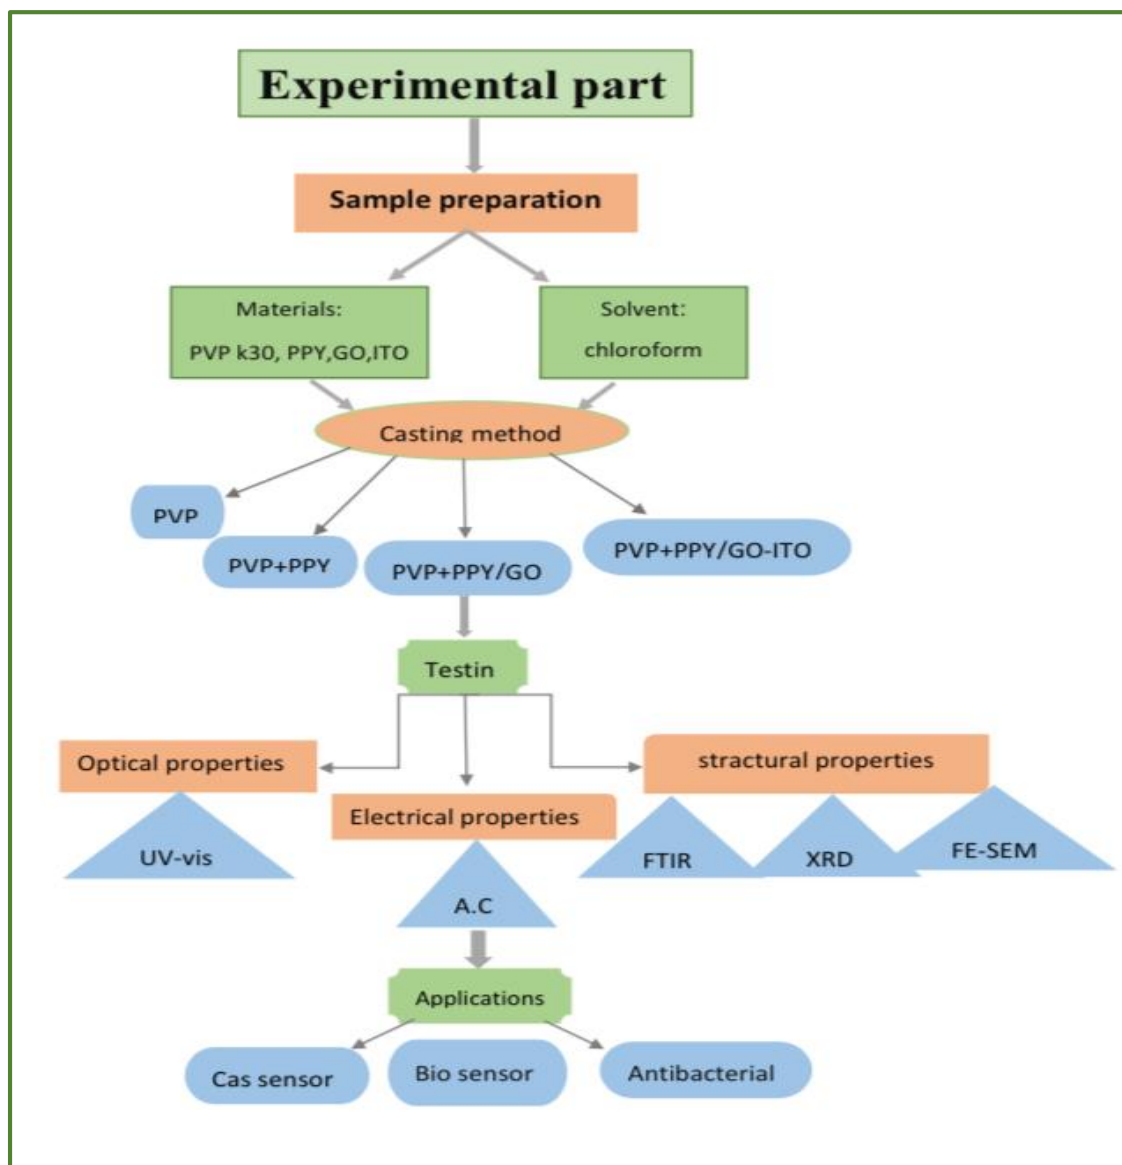 Experimental part
Sample preparation
Materials:
PVP k30, PPY,GO,ITO
Solvent:
chloroform
Casting method
PVP
PVP+PPY
PVP+PPY/GO
PVP+PPY/GO-ITO
Testin
Optical properties
Electrical properties
stractural properties
UV-vis
A.C
FTIR
XRD
FE-SEM
Applications
Cas sensor
Bio sensor
Antibacterial